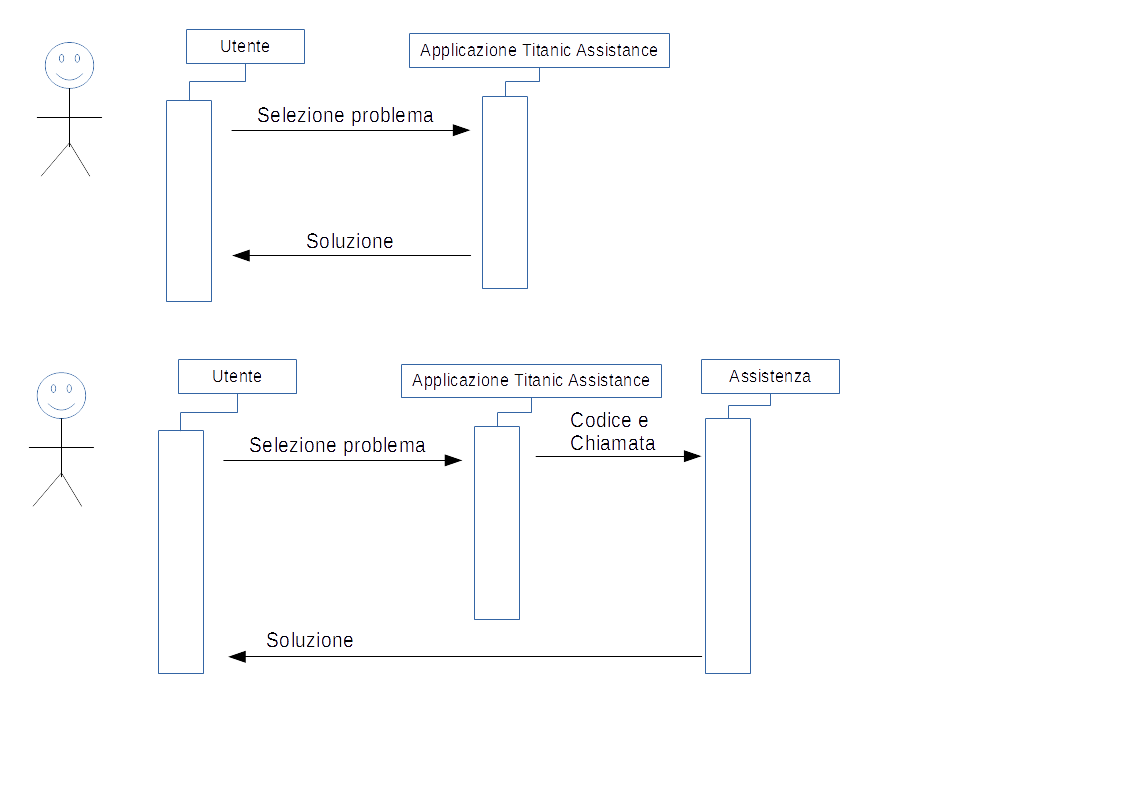 Utente
Applicazione Titanic Assistance
Selezione problema
Soluzione
Utente
Applicazione Titanic Assistance
Assistenza
Codice e
Chiamata
Selezione problema
Soluzione